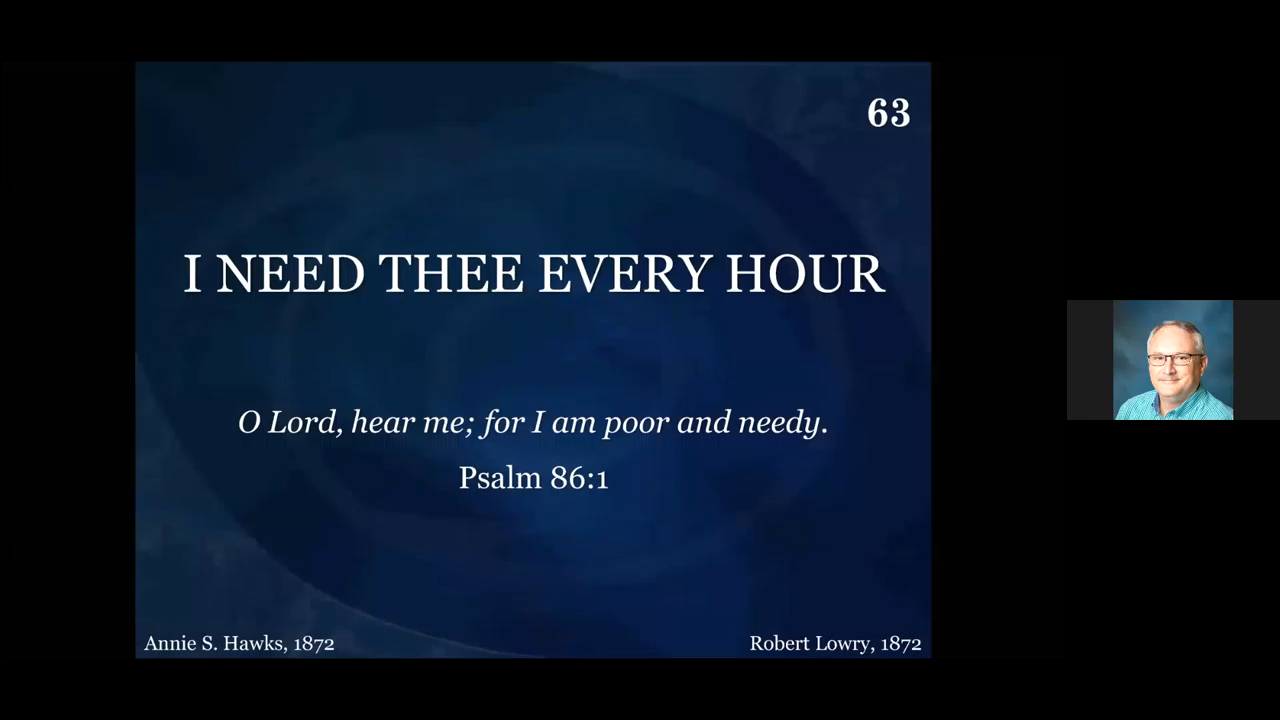 63
I NEED THEE EVERY HOUR
O Lord, hear me; for I am poor and needy.
Psalm 86:1
Annie S. Hawks, 1872
Robert Lowry, 1872